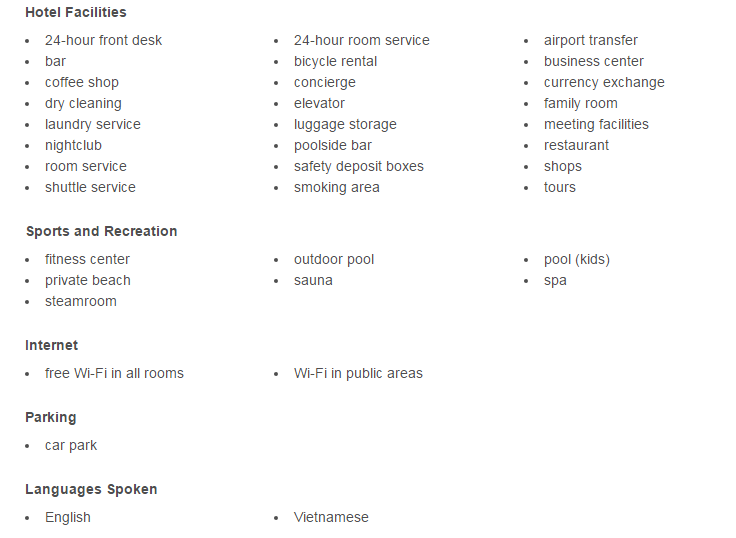 Hotel Facilities
24-hour front desk 24-hour room service airport transfer
bar bicycle rental business center
coffee shop concierge currency exchange
dry cleaning elevator family room
laundry service luggage storage meeting facilities
nightclub poolside bar restaurant
room service safety deposit boxes shops
shuttle service smoking area tours
Sports and Recreation
fitness center outdoor pool pool (kids)
private beach sauna spa
steamroom
Internet
free Wi-Fi in all rooms Wi-Fi in public areas
Parking
car park
Languages Spoken
English Vietnamese